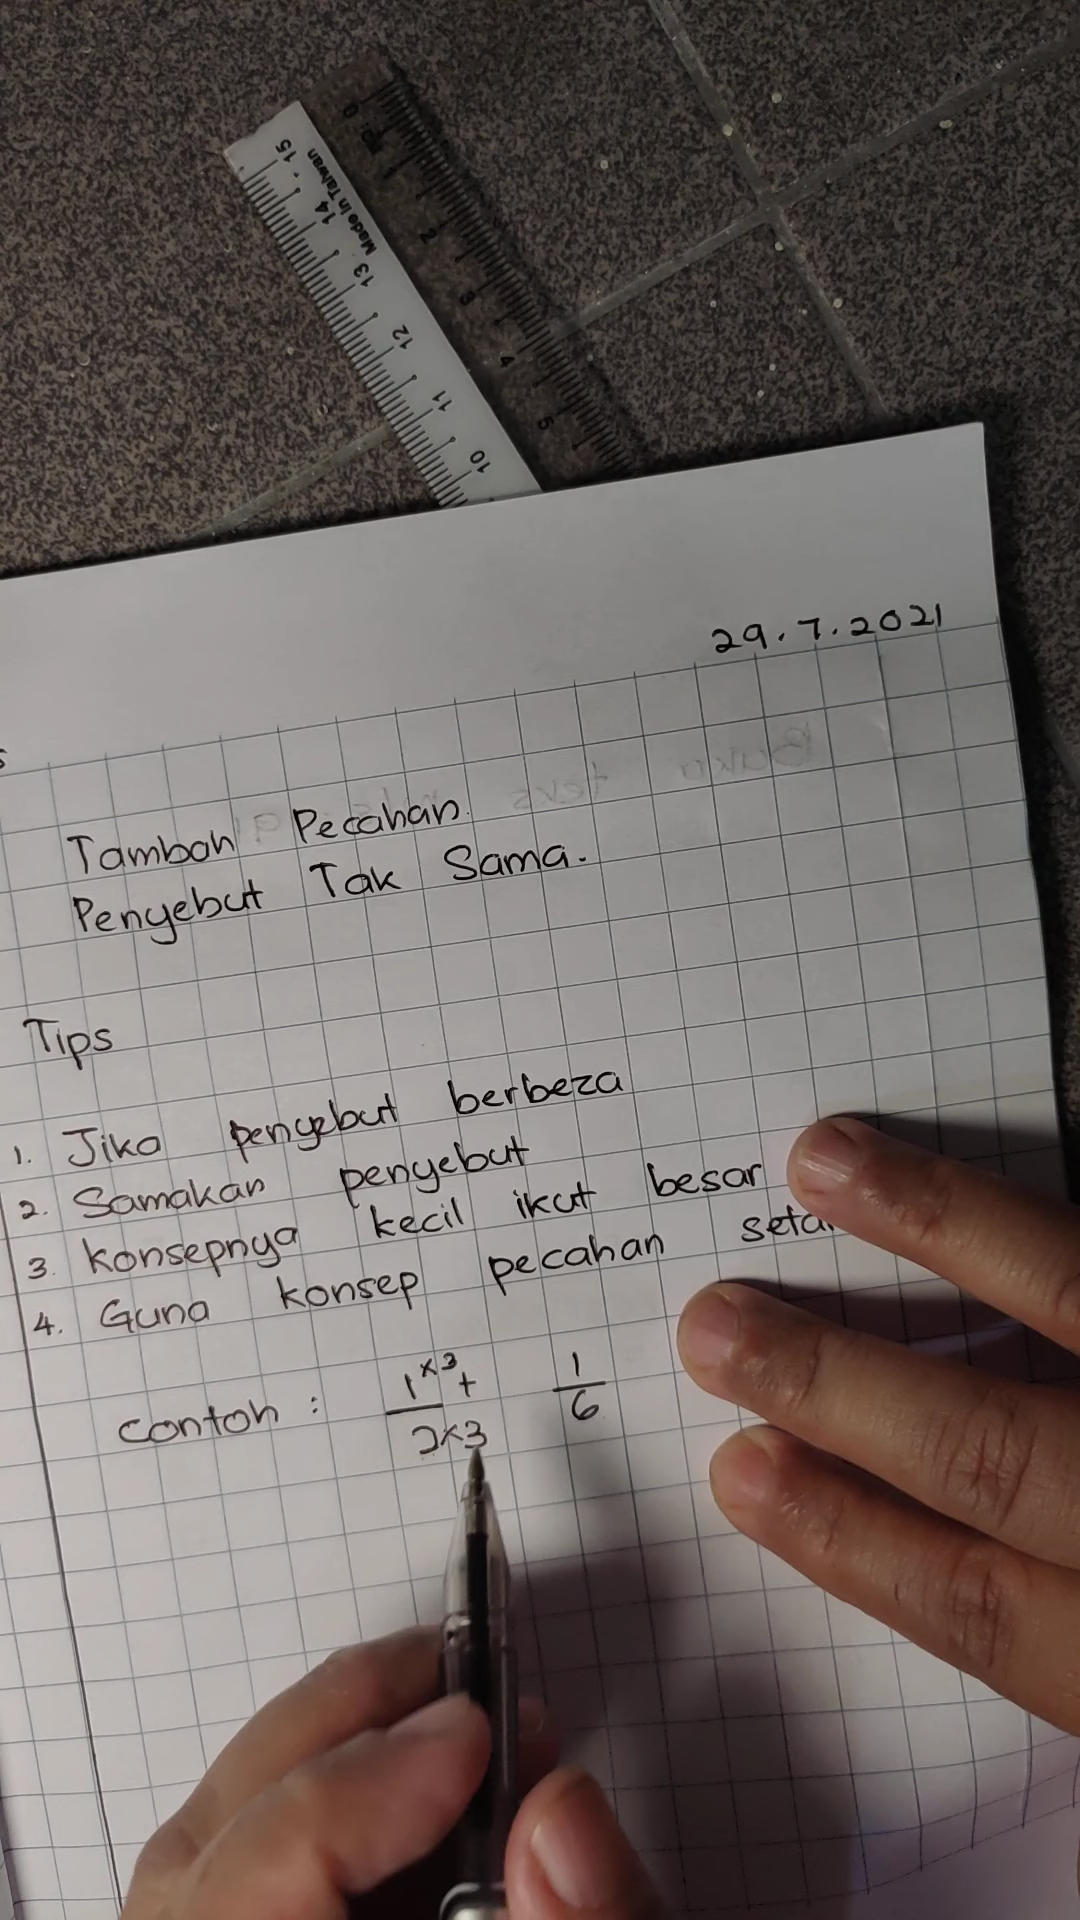 15 14 13 12 11 10
Made in Taiwan
0 1 2 3 4 5
29.7.2021
Tambah Pecahan
Penyebut Tak Sama.
Tips
1. Jika penyebut berbeza
2. Samakan penyebut
3. Konsepnya kecil ikut besar
4. Guna konsep pecahan
Contoh : 1×3/2×3 + 1/6